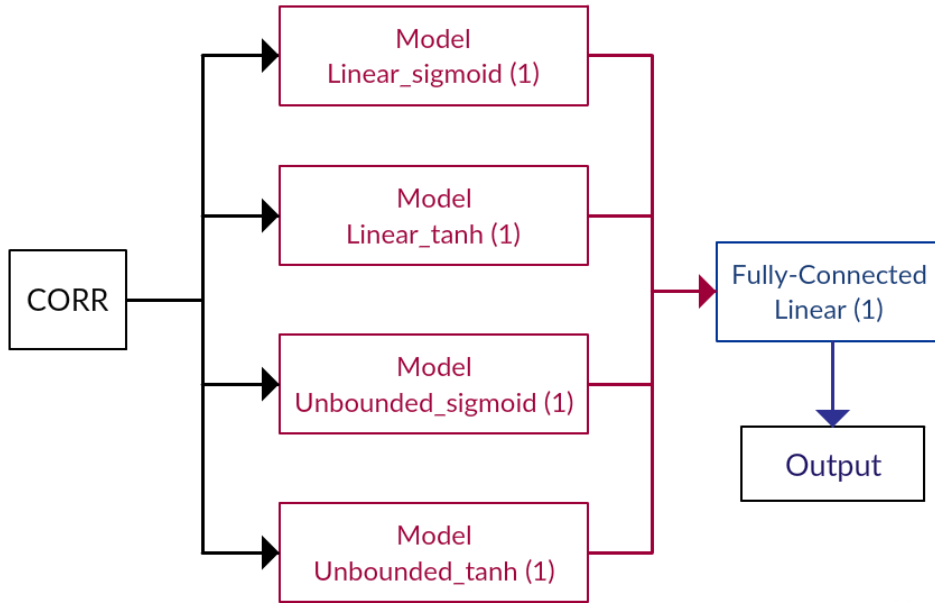 Model
Linear_sigmoid (1)
Model
Linear_tanh (1)
CORR
Fully-Connected
Linear (1)
Model
Unbounded_sigmoid (1)
Output
Model
Unbounded_tanh (1)